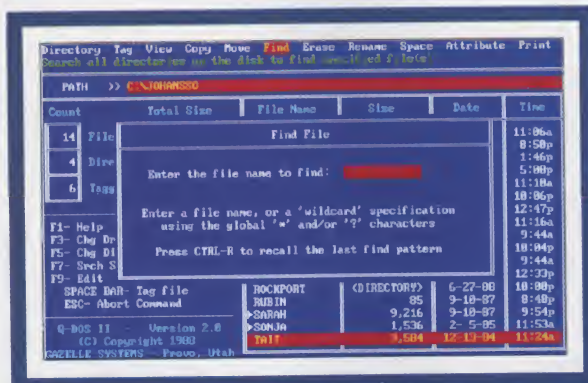 Directory Tag View Copy Move Find Erase Rename Space Attribute Print
Search all directories on the disk to find specified file(s)
PATH >> C:\JOHANSSO
Count Total Size File Name Size Date Time
14 File
4 Dire
6 Tags
F1- Help
F3- Chg Dr
F5- Chg DI
F7- Srch S
F9- Edit
SPACE BAR- Tag file
ESC- Abort Command
Q-DOS II - Version 2.0
(C) Copyright 1988
GAZELLE SYSTEMS - Provo, Utah
Find File
Enter the file name to find:
Enter a file name, or a 'wildcard' specification
using the global '*' and/or '?' characters
Press CTRL-R to recall the last find pattern
11:06a
8:50p
1:46p
5:00p
11:18a
10:06p
12:47p
11:16a
9:44a
10:04p
9:44a
12:33p
ROCKPORT <DIRECTORY> 6-27-88 10:00p
RUBIN 85 9-10-87 8:48p
SARAH 9,216 9-10-87 9:54p
SONJA 1,536 2- 5-85 11:53a
TAIT 9,584 12-13-84 11:24a